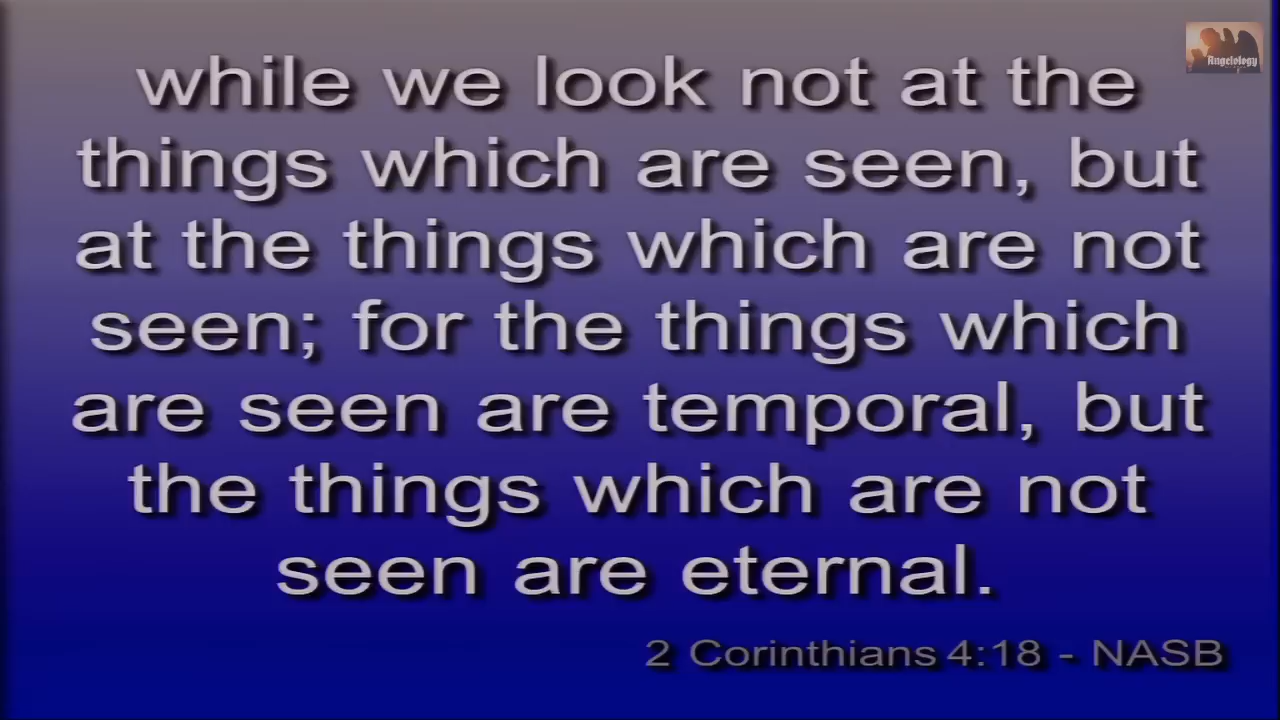 Angelology
while we look not at the
things which are seen, but
at the things which are not
seen; for the things which
are seen are temporal, but
the things which are not
seen are eternal.
2 Corinthians 4:18 - NASB